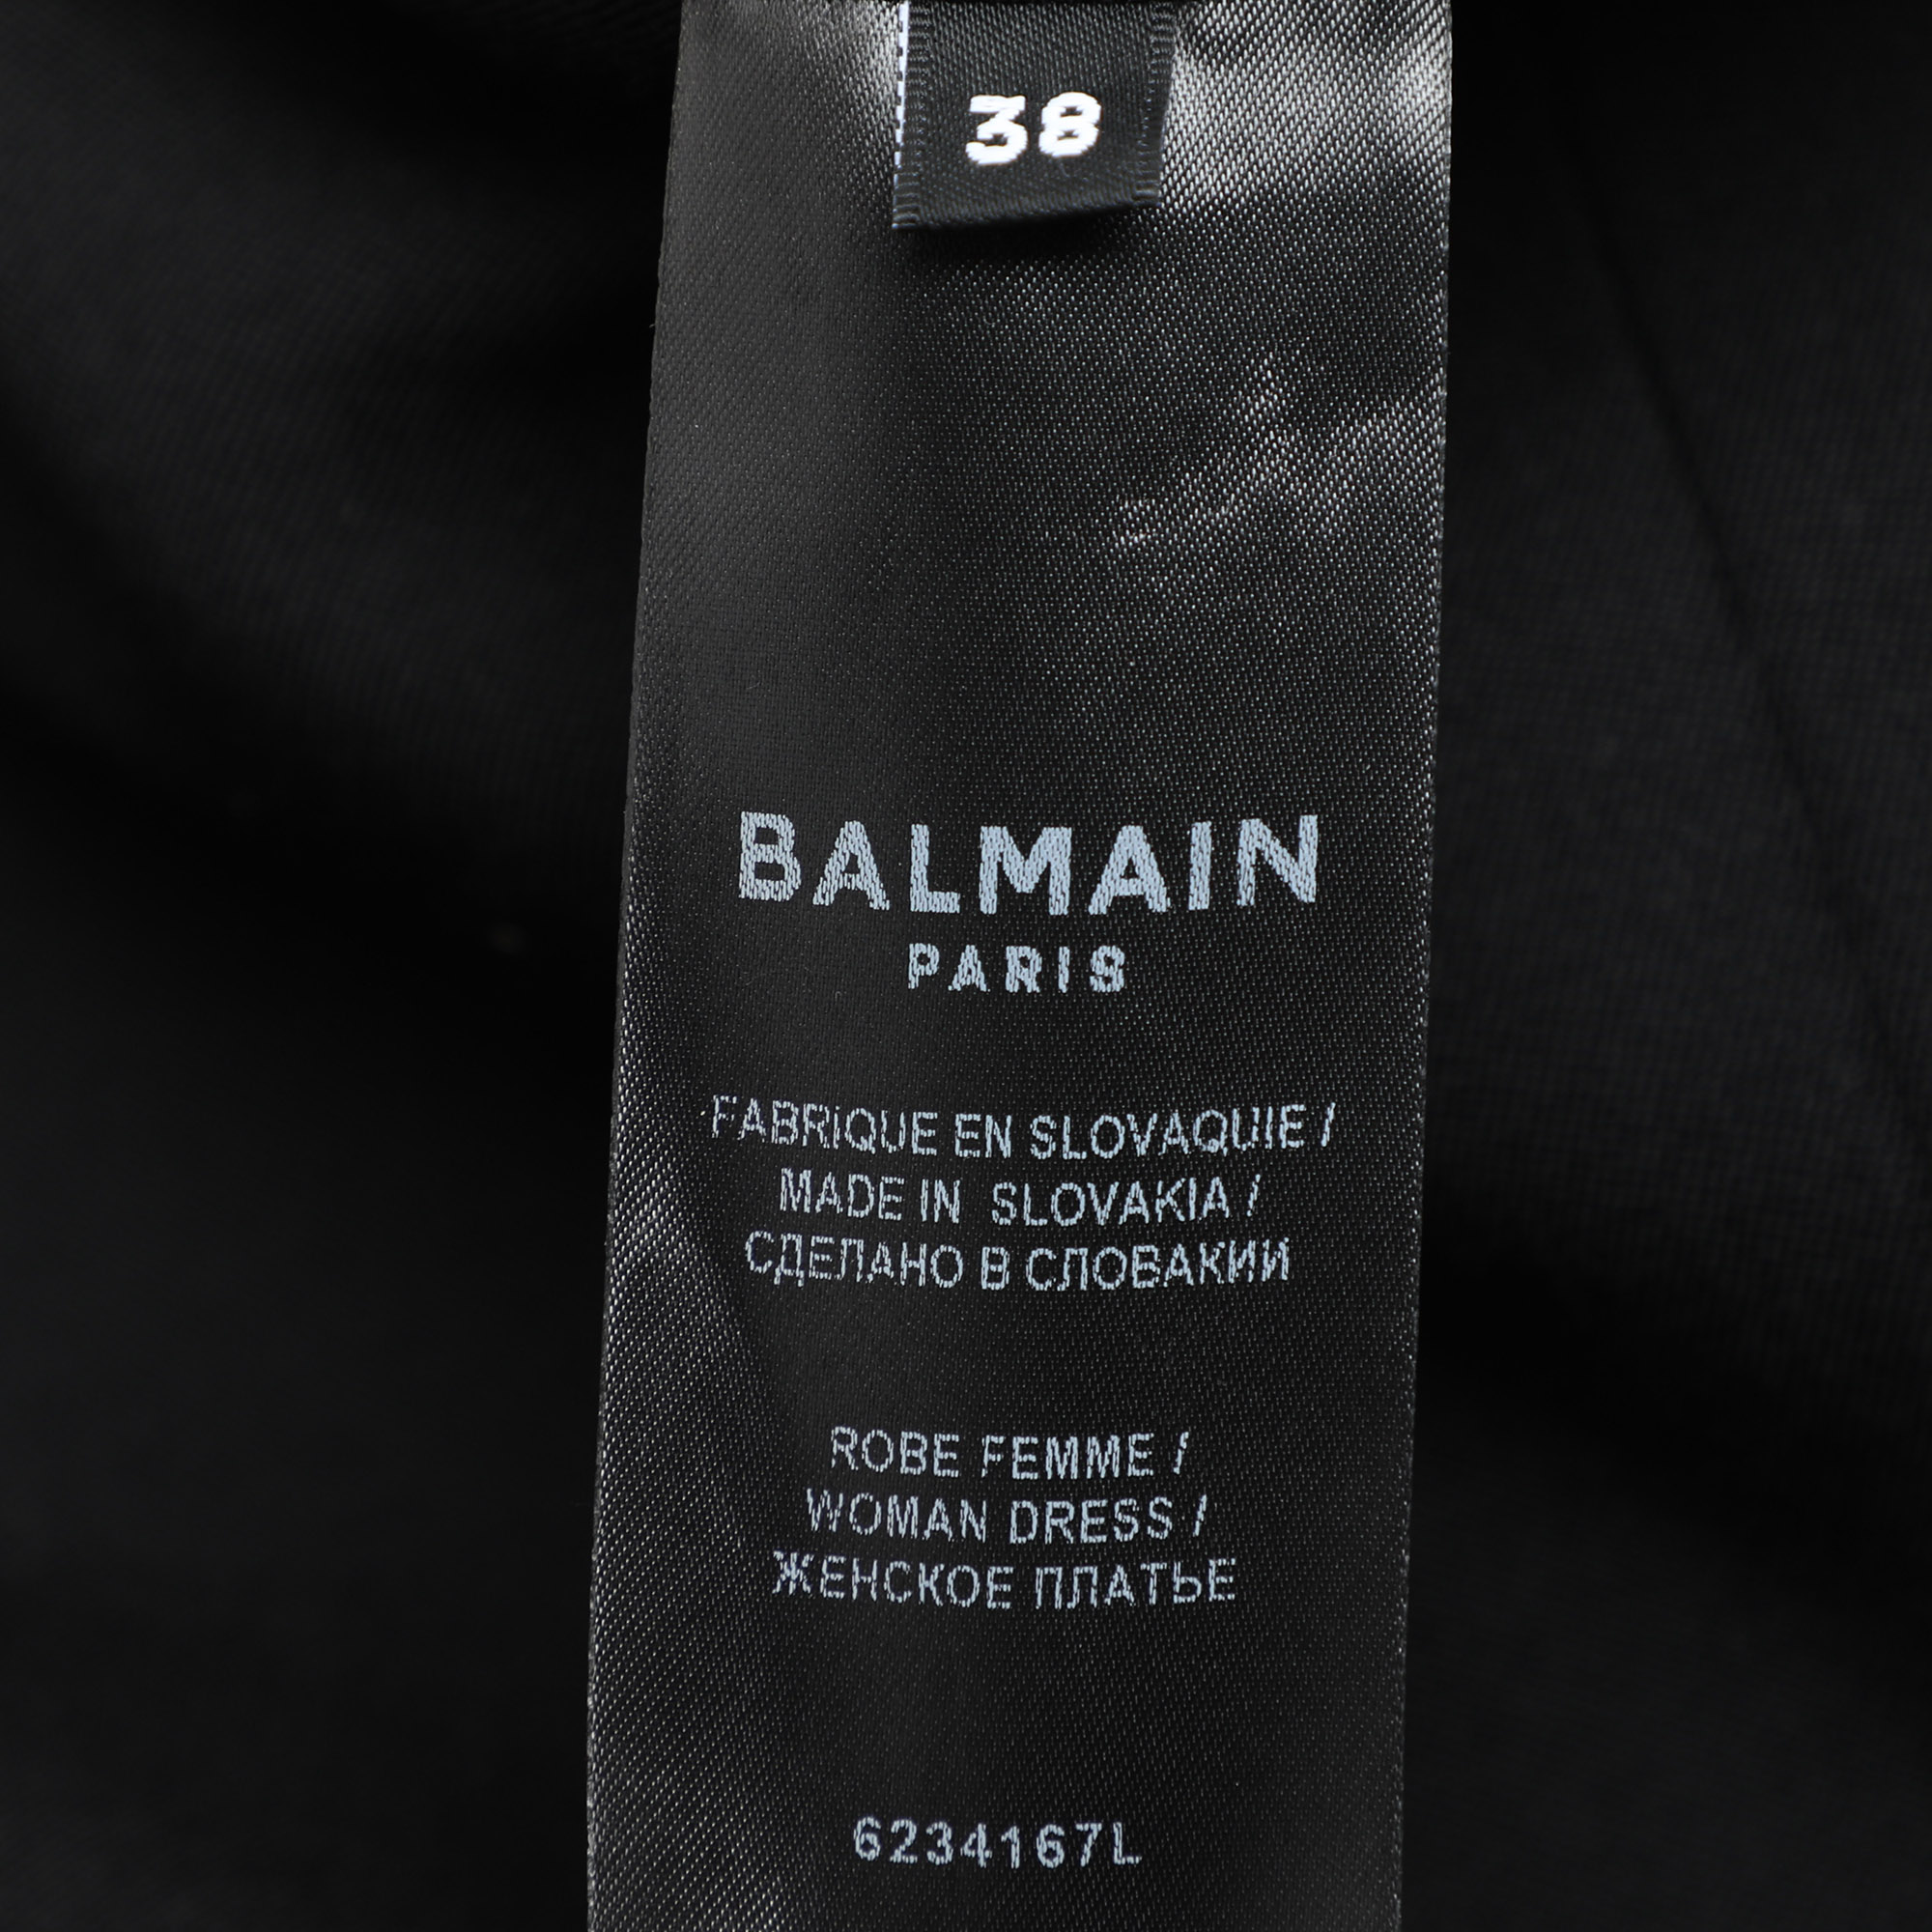 38
BALMAIN
PARIS
FABRIQUE EN SLOVAQUIE /
MADE IN SLOVAKIA /
СДЕЛАНО В СЛОВАКИИ
ROBE FEMME /
WOMAN DRESS /
ЖЕНСКОЕ ПЛАТЬЕ
6234167L